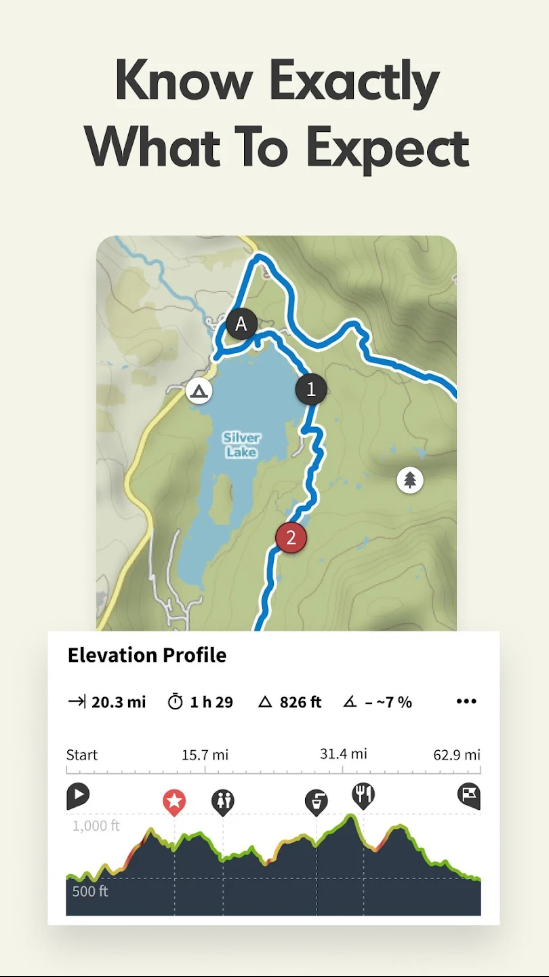 Know Exactly
What To Expect
A
1
Silver
Lake
2
Elevation Profile
20.3 mi 1 h 29 826 ft – ~7 %
Start 15.7 mi 31.4 mi 62.9 mi
1,000 ft
500 ft